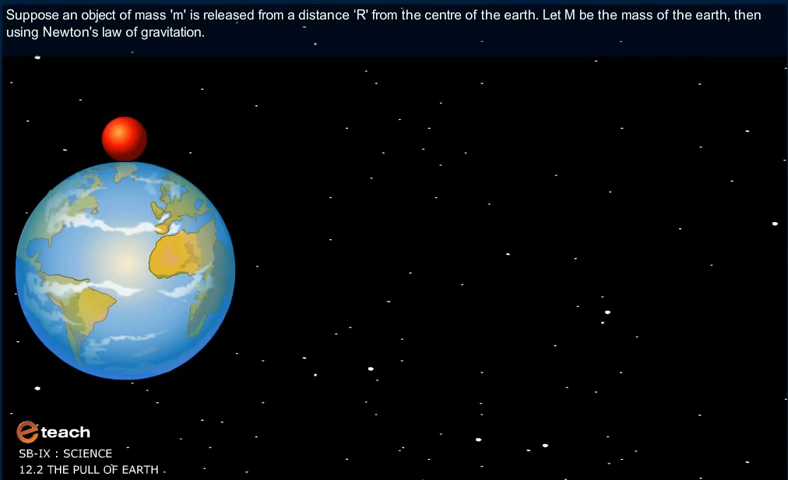 Suppose an object of mass 'm' is released from a distance ‘R’ from the centre of the earth. Let M be the mass of the earth, then
using Newton's law of gravitation.
e teach
SB-IX : SCIENCE
12.2 THE PULL OF EARTH